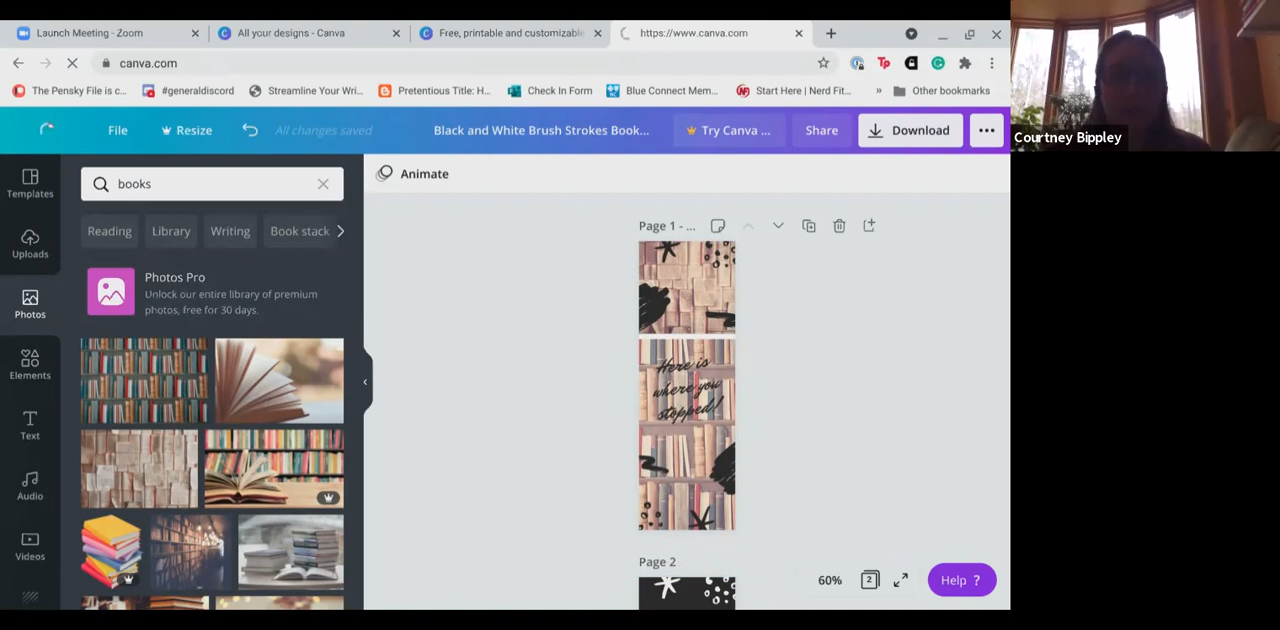 Launch Meeting - Zoom
All your designs - Canva
Free, printable and customizable
https://www.canva.com
canva.com
The Pensky File is c...
#generaldiscord
Streamline Your Wri...
Pretentious Title: H...
Check In Form
Blue Connect Mem...
Start Here | Nerd Fit...
»
Other bookmarks
File
Resize
All changes saved
Black and White Brush Strokes Book...
Try Canva ...
Share
Download
Courtney Bippley
Templates
Uploads
Photos
Elements
Text
Audio
Videos
books
Reading
Library
Writing
Book stack
Photos Pro
Unlock our entire library of premium
photos, free for 30 days.
Animate
Page 1 - ...
Here is
where you
stopped!
Page 2
60%
2
Help ?